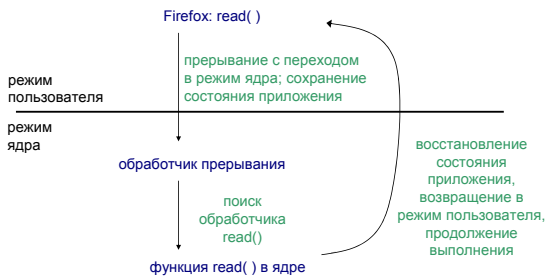 Firefox: read( )
прерывание с переходом
в режим ядра; сохранение
состояния приложения
режим
пользователя
режим
ядра
обработчик прерывания
восстановление
состояния
приложения,
возвращение в
режим пользователя,
продолжение
выполнения
поиск
обработчика
read()
функция read( ) в ядре